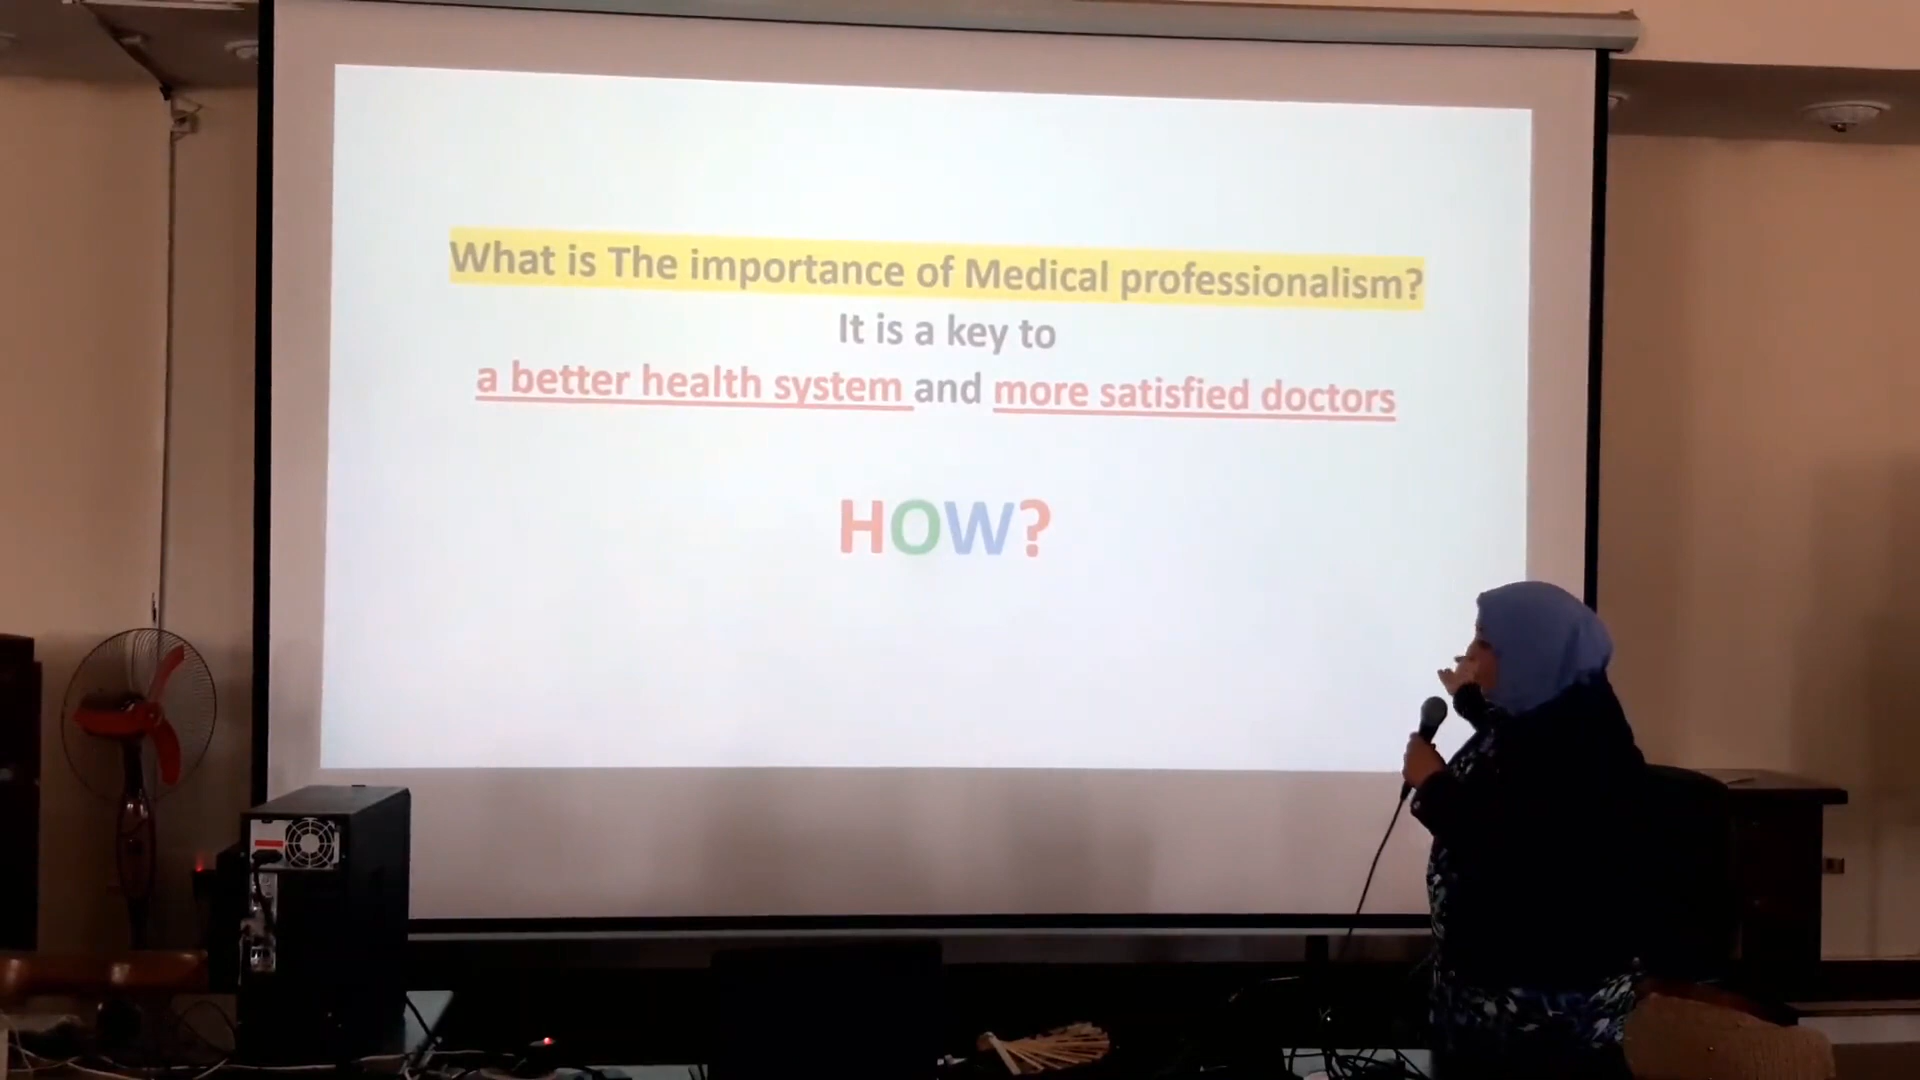 What is The importance of Medical professionalism?
It is a key to
a better health system and more satisfied doctors
HOW?